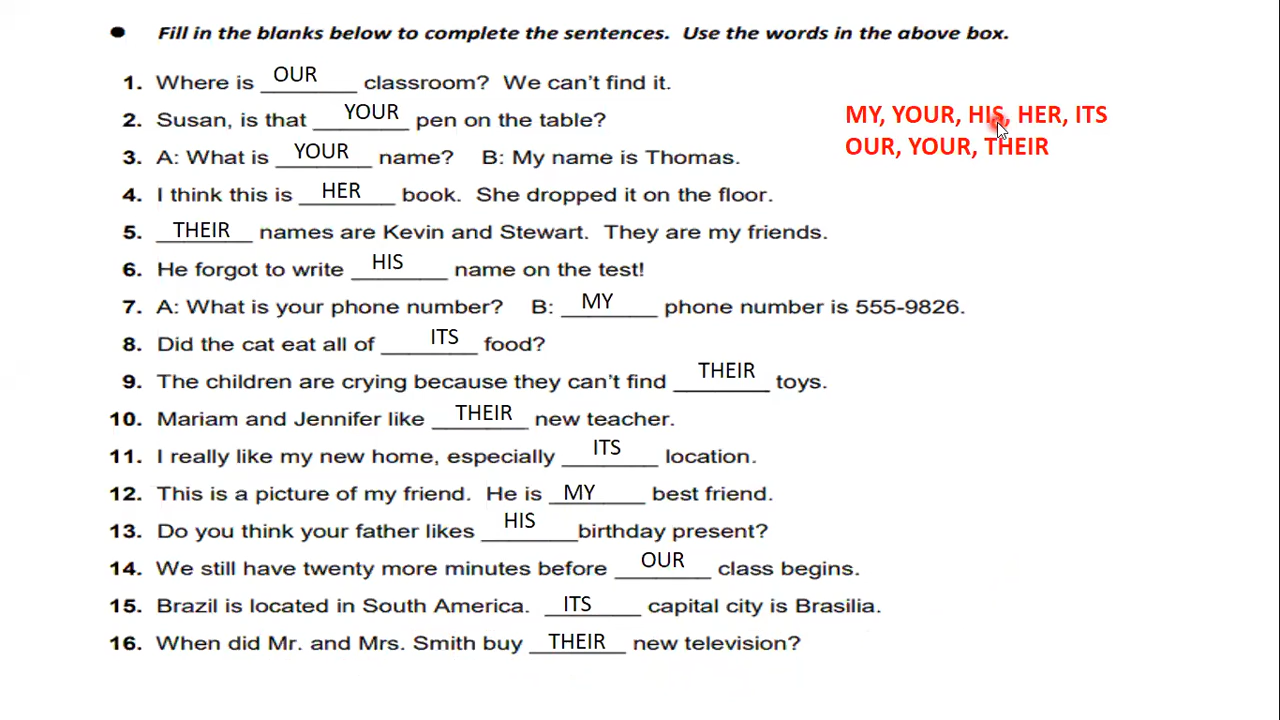 ● Fill in the blanks below to complete the sentences. Use the words in the above box.
1. Where is OUR classroom? We can't find it.
2. Susan, is that YOUR pen on the table?
MY, YOUR, HIS, HER, ITS
OUR, YOUR, THEIR
3. A: What is YOUR name? B: My name is Thomas.
4. I think this is HER book. She dropped it on the floor.
5. THEIR names are Kevin and Stewart. They are my friends.
6. He forgot to write HIS name on the test!
7. A: What is your phone number? B: MY phone number is 555-9826.
8. Did the cat eat all of ITS food?
9. The children are crying because they can't find THEIR toys.
10. Mariam and Jennifer like THEIR new teacher.
11. I really like my new home, especially ITS location.
12. This is a picture of my friend. He is MY best friend.
13. Do you think your father likes HIS birthday present?
14. We still have twenty more minutes before OUR class begins.
15. Brazil is located in South America. ITS capital city is Brasilia.
16. When did Mr. and Mrs. Smith buy THEIR new television?